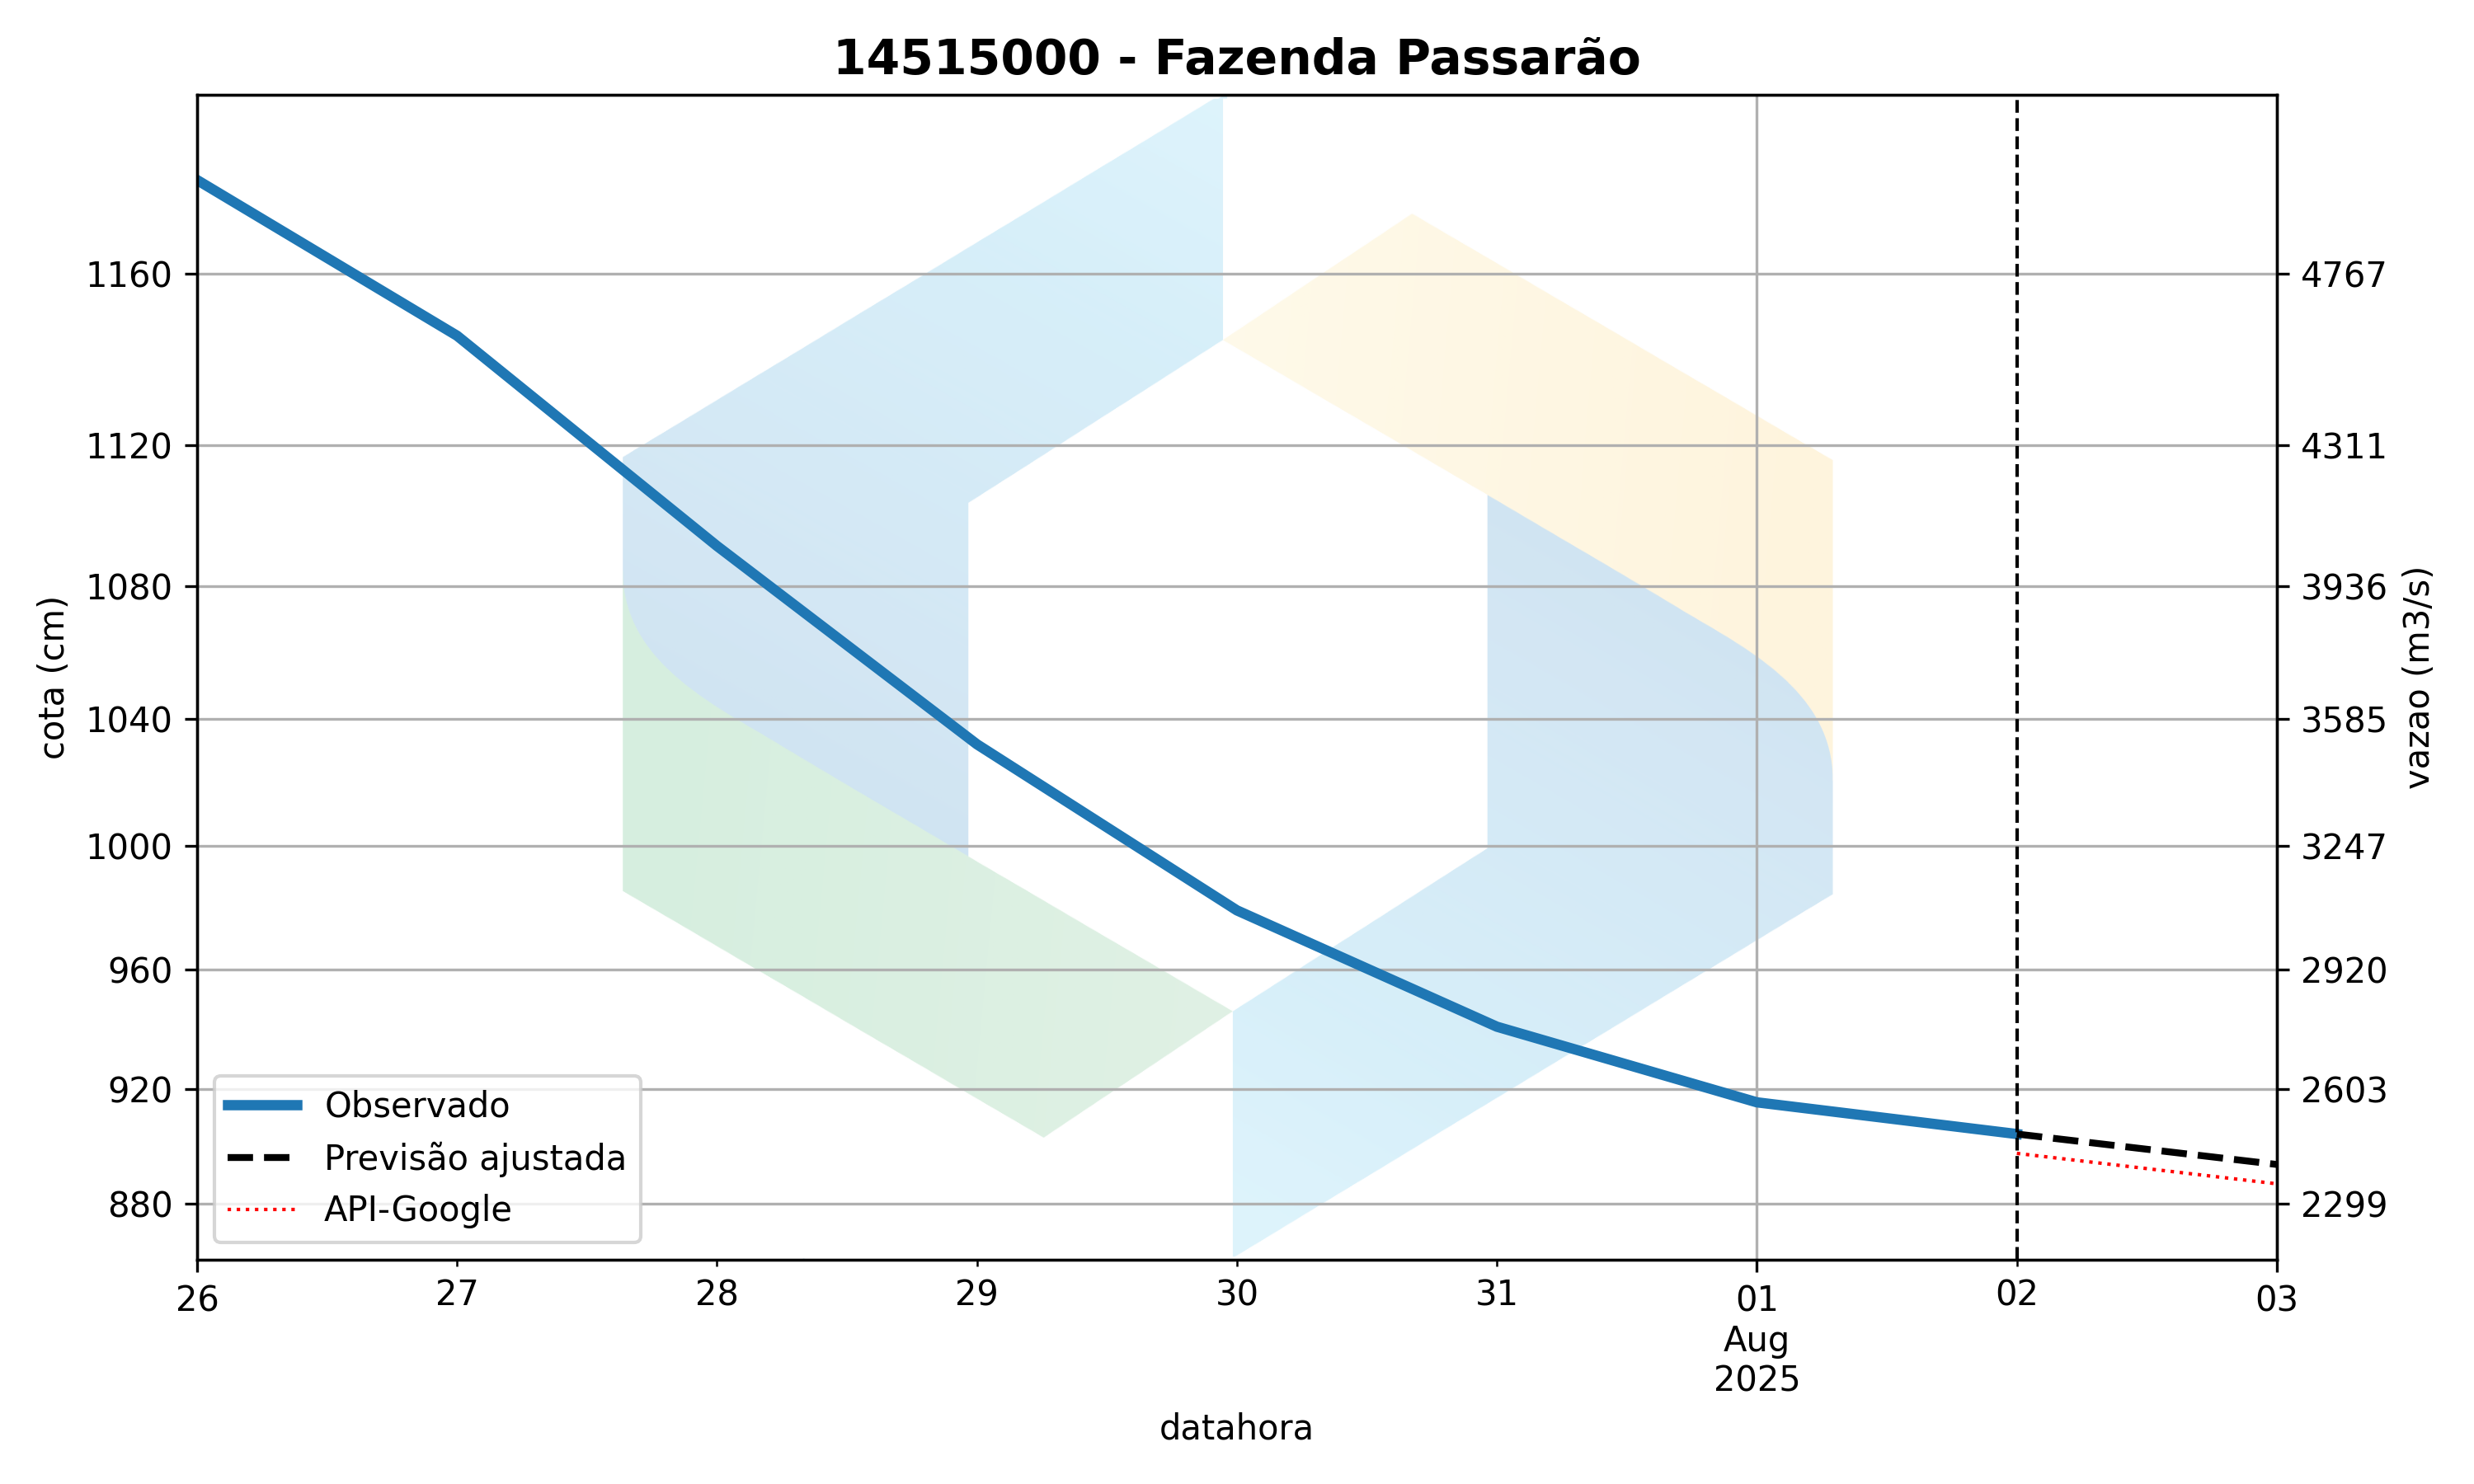 14515000 - Fazenda Passarão
cota (cm)
1160
1120
1080
1040
1000
960
920
880
4767
4311
3936
3585
3247
2920
2603
2299
vazao (m3/s)
Observado
Previsão ajustada
API-Google
26 27 28 29 30 31 01 02 03
Aug
2025
datahora